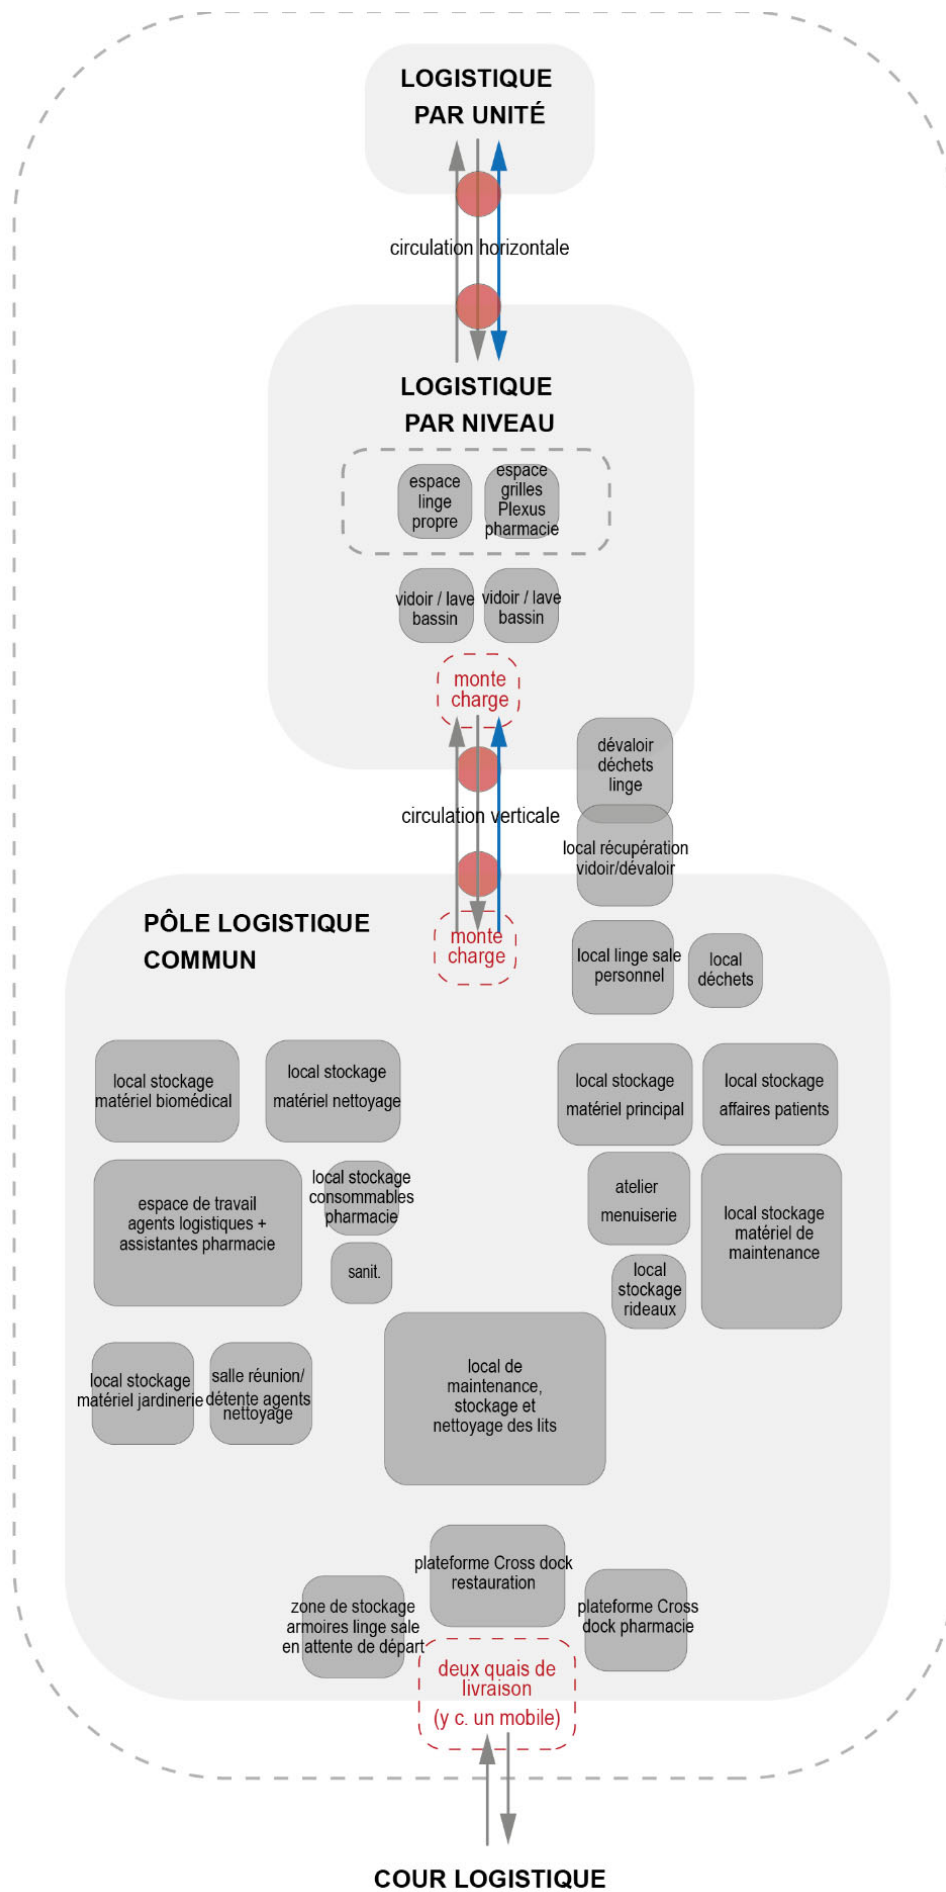 LOGISTIQUE
PAR UNITÉ
circulation horizontale
LOGISTIQUE
PAR NIVEAU
espace
linge
propre
espace
grilles
Plexus
pharmacie
vidoir / lave
bassin
vidoir / lave
bassin
monte
charge
dévaloir
déchets
linge
circulation verticale
local récupération
vidoir/dévaloir
PÔLE LOGISTIQUE
COMMUN
monte
charge
local linge sale
personnel
local
déchets
local stockage
matériel biomédical
local stockage
matériel nettoyage
local stockage
matériel principal
local stockage
affaires patients
espace de travail
agents logistiques +
assistantes pharmacie
local stockage
consommables
pharmacie
sanit.
atelier
menuiserie
local stockage
matériel de
maintenance
local
stockage
rideaux
local stockage
matériel jardinerie
salle réunion/
détente agents
nettoyage
local de
maintenance,
stockage et
nettoyage des lits
plateforme Cross dock
restauration
zone de stockage
armoires linge sale
en attente de départ
plateforme Cross
dock pharmacie
deux quais de
livraison
(y c. un mobile)
COUR LOGISTIQUE